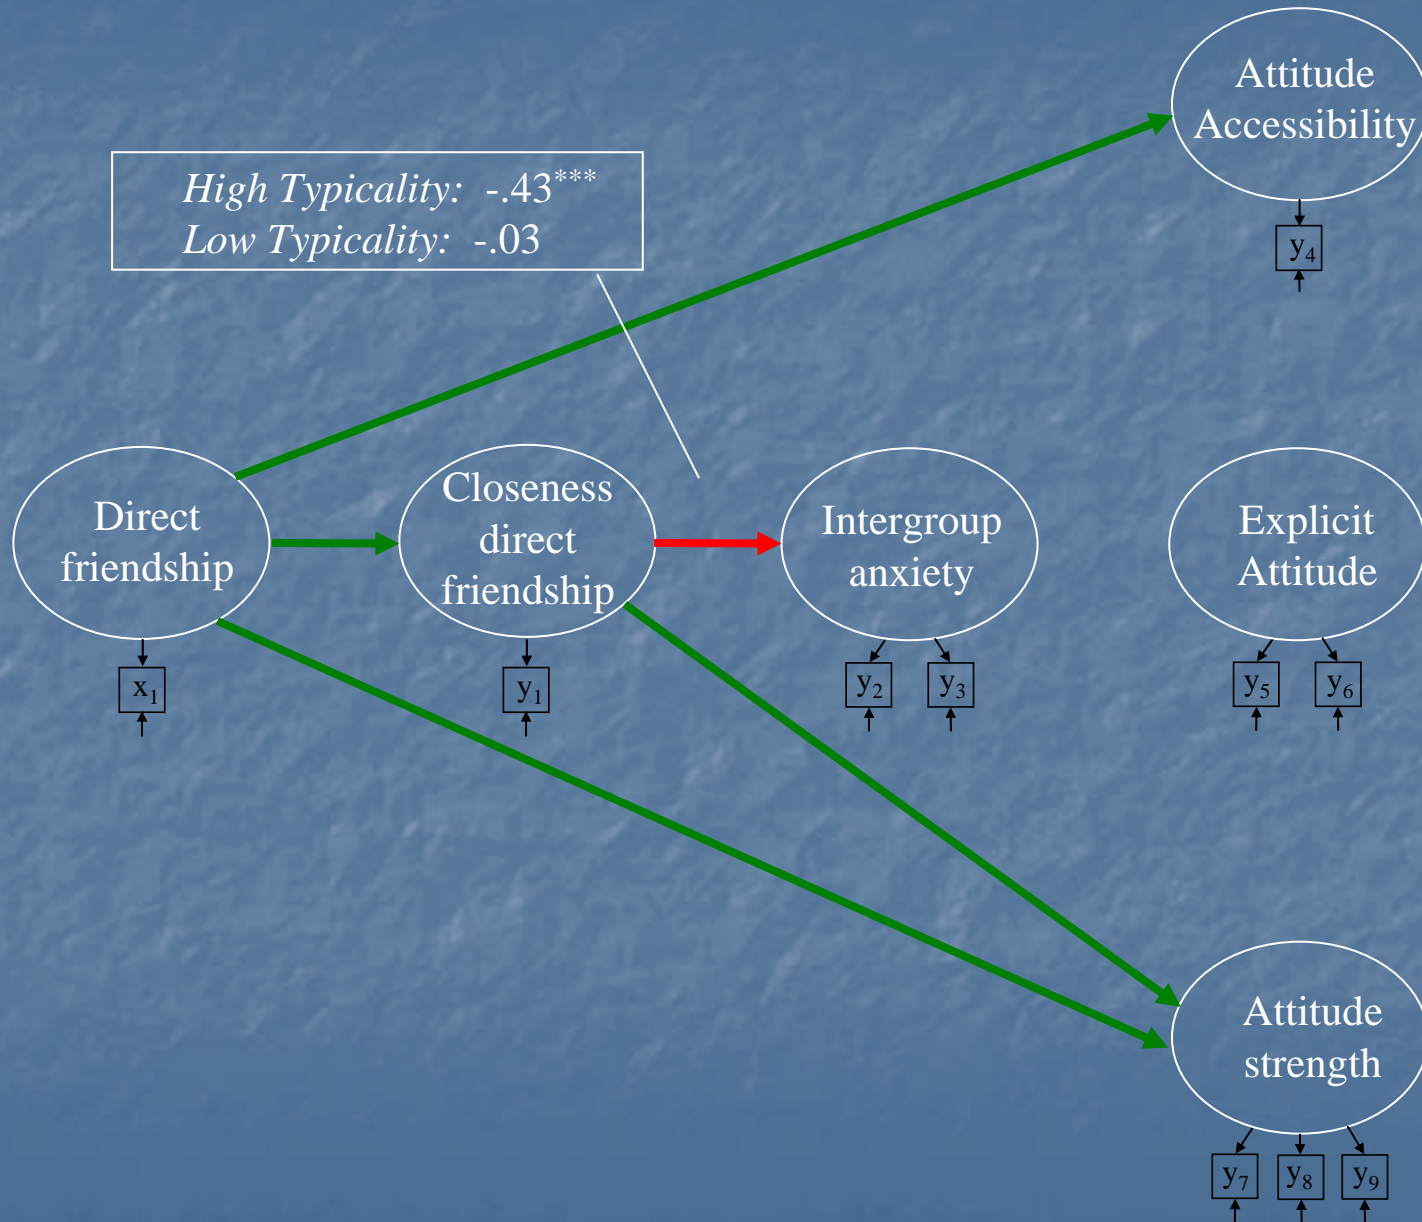 Attitude
Accessibility
High Typicality: -.43***
Low Typicality: -.03
y4
Direct
friendship
Closeness
direct
friendship
Intergroup
anxiety
Explicit
Attitude
x1
y1
y2
y3
y5
y6
Attitude
strength
y7
y8
y9